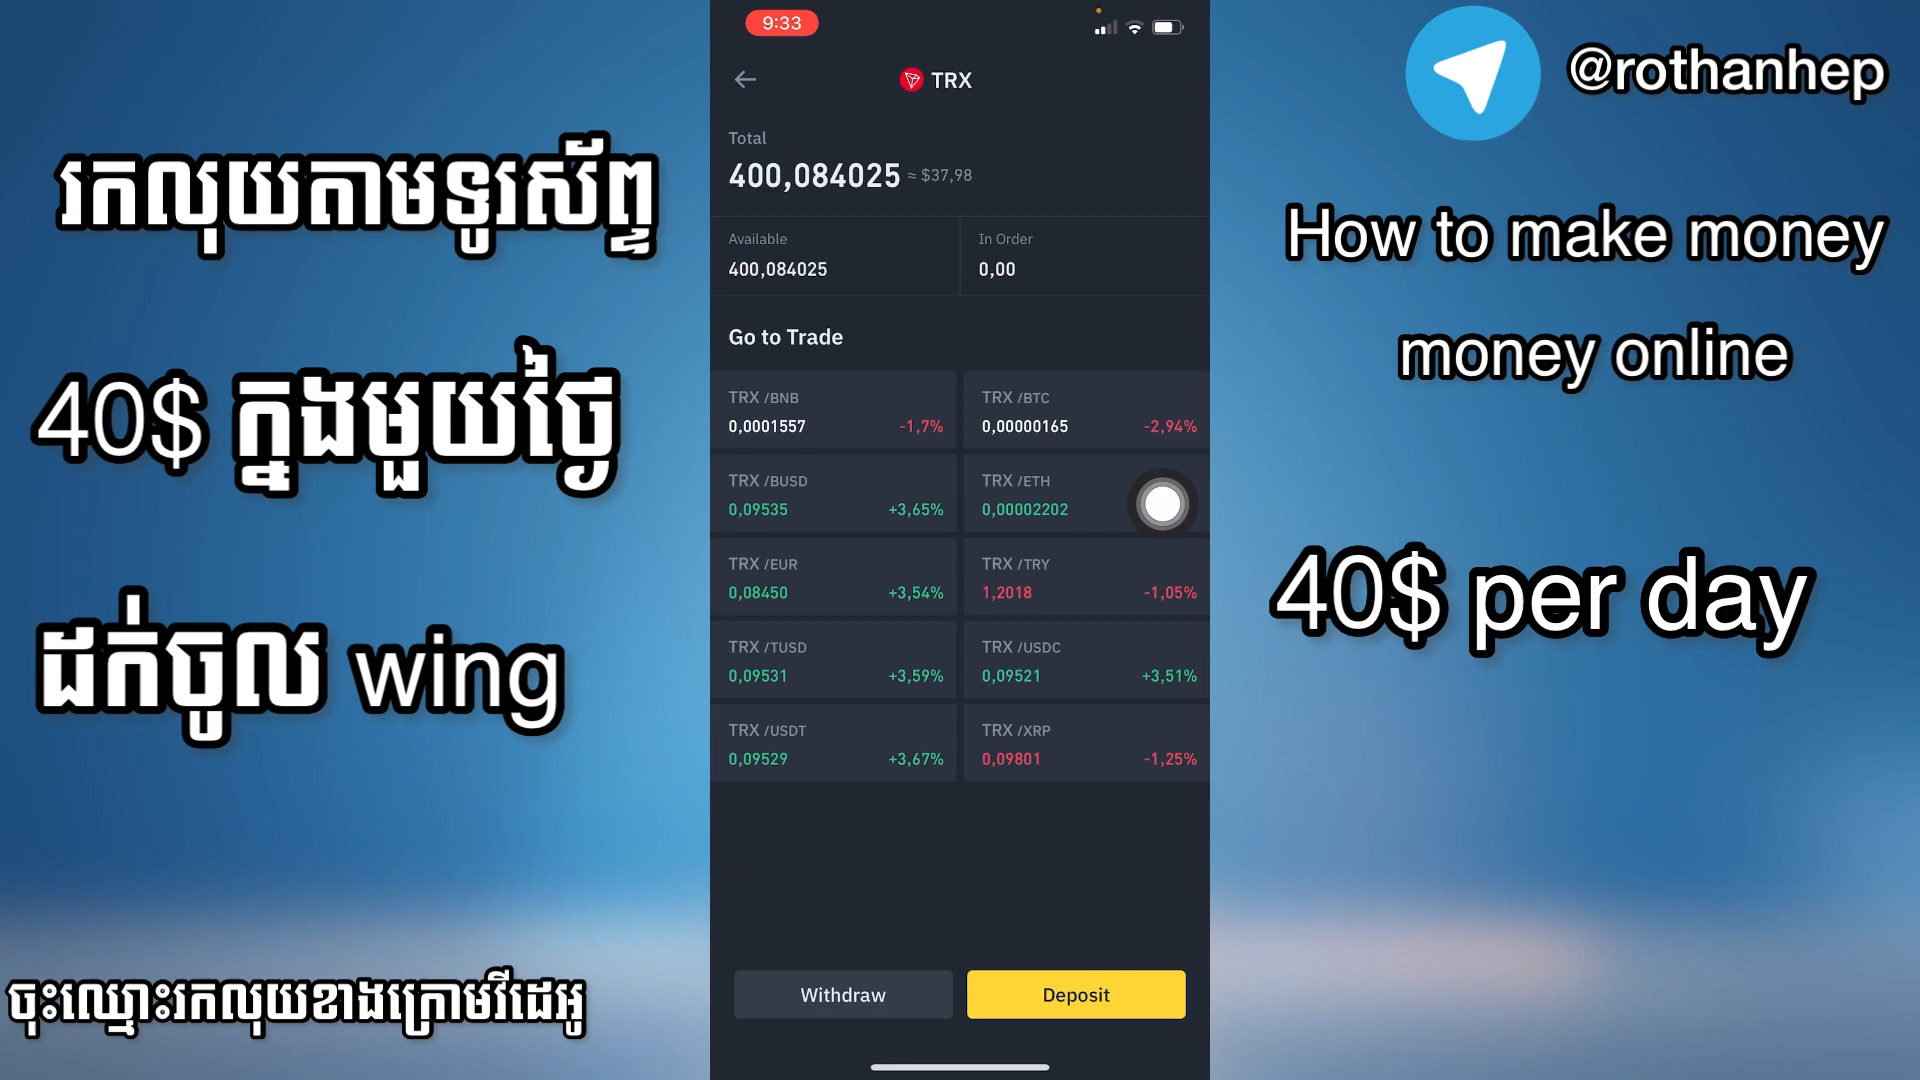 រកលុយតាមទូរស័ព្ទ
40$ ក្នុងមួយថ្ងៃ
ដក់ចូល wing
ចុះឈ្មោះរកលុយខាងក្រោមវីដេអូ
9:33
TRX
Total
400,084025 ≈ $37,98
Available
400,084025
In Order
0,00
Go to Trade
TRX /BNB
0,0001557 -1,7%
TRX /BTC
0,00000165 -2,94%
TRX /BUSD
0,09535 +3,65%
TRX /ETH
0,00002202
TRX /EUR
0,08450 +3,54%
TRX /TRY
1,2018 -1,05%
TRX /TUSD
0,09531 +3,59%
TRX /USDC
0,09521 +3,51%
TRX /USDT
0,09529 +3,67%
TRX /XRP
0,09801 -1,25%
Withdraw
Deposit
@rothanhep
How to make money
money online
40$ per day